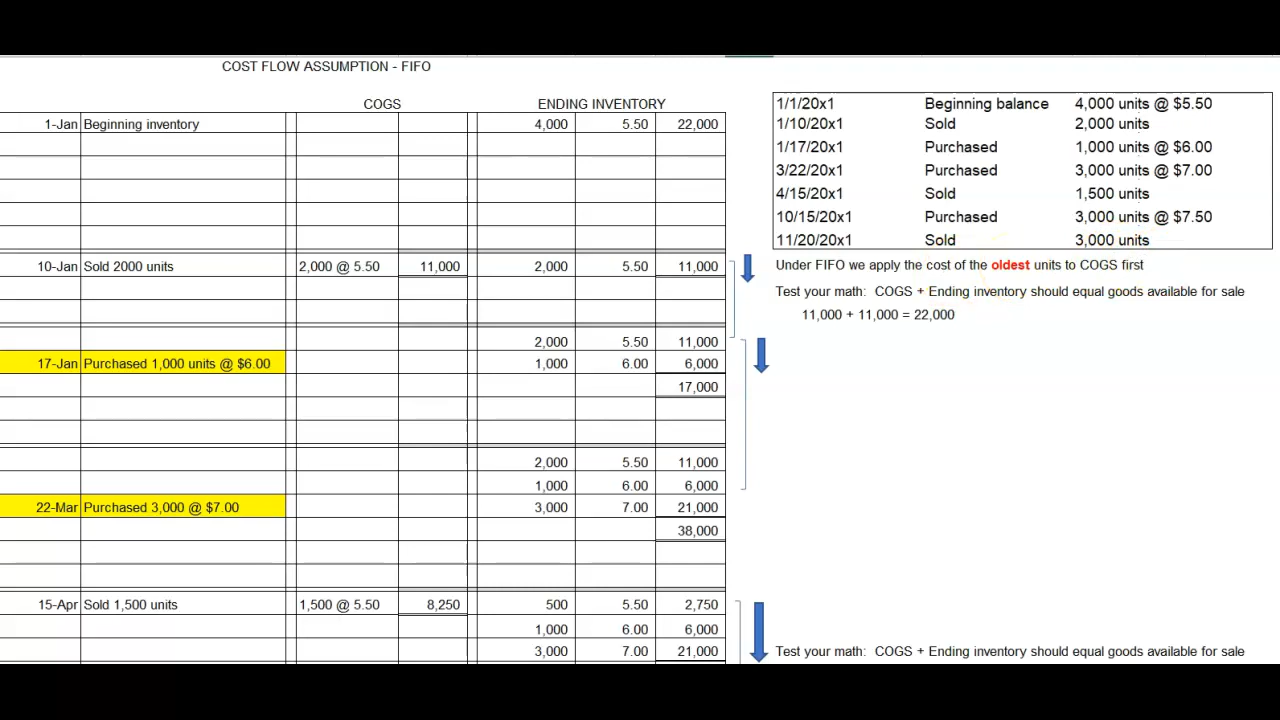 COST FLOW ASSUMPTION - FIFO
COGS ENDING INVENTORY
1-Jan Beginning inventory 4,000 5.50 22,000
10-Jan Sold 2000 units 2,000 @ 5.50 11,000 2,000 5.50 11,000
2,000 5.50 11,000
17-Jan Purchased 1,000 units @ $6.00 1,000 6.00 6,000
17,000
2,000 5.50 11,000
1,000 6.00 6,000
22-Mar Purchased 3,000 @ $7.00 3,000 7.00 21,000
38,000
15-Apr Sold 1,500 units 1,500 @ 5.50 8,250 500 5.50 2,750
1,000 6.00 6,000
3,000 7.00 21,000
1/1/20x1 Beginning balance 4,000 units @ $5.50
1/10/20x1 Sold 2,000 units
1/17/20x1 Purchased 1,000 units @ $6.00
3/22/20x1 Purchased 3,000 units @ $7.00
4/15/20x1 Sold 1,500 units
10/15/20x1 Purchased 3,000 units @ $7.50
11/20/20x1 Sold 3,000 units
Under FIFO we apply the cost of the oldest units to COGS first
Test your math: COGS + Ending inventory should equal goods available for sale
11,000 + 11,000 = 22,000
Test your math: COGS + Ending inventory should equal goods available for sale